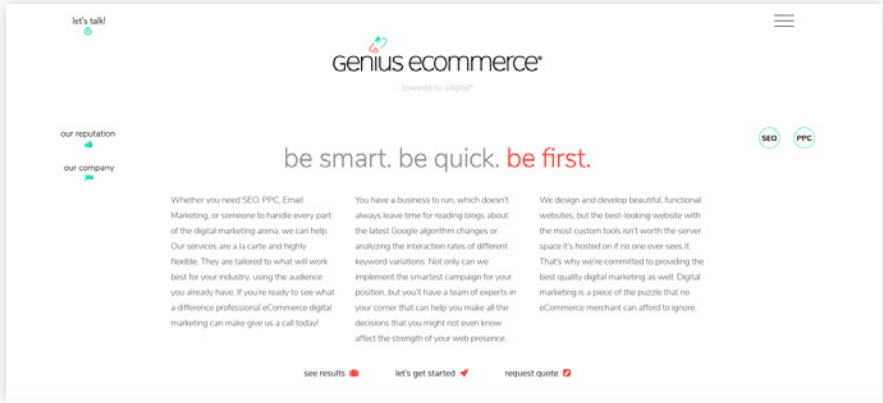 let's talk!
genius ecommerce®
powered by 1digital®
our reputation
our company
SEO
PPC
be smart. be quick. be first.
Whether you need SEO, PPC, Email
Marketing, or someone to handle every part
of the digital marketing arena, we can help.
Our services are a la carte and highly
flexible. They are tailored to what will work
best for your industry, using the audience
you already have. If you're ready to see what
a difference professional eCommerce digital
marketing can make give us a call today!
You have a business to run, which doesn't
always leave time for reading blogs about
the latest Google algorithm changes or
analyzing the interaction rates of different
keyword variations. Not only can we
implement the smartest campaign for your
position, but you'll have a team of experts in
your corner that can help you make all the
decisions that you might not even know
affect the strength of your web presence.
We design and develop beautiful, functional
websites, but the best-looking website with
the most custom tools isn't worth the server
space it's hosted on if no one ever sees it.
That's why we're committed to providing the
best quality digital marketing as well. Digital
marketing is a piece of the puzzle that no
eCommerce merchant can afford to ignore.
see results
let's get started
request quote